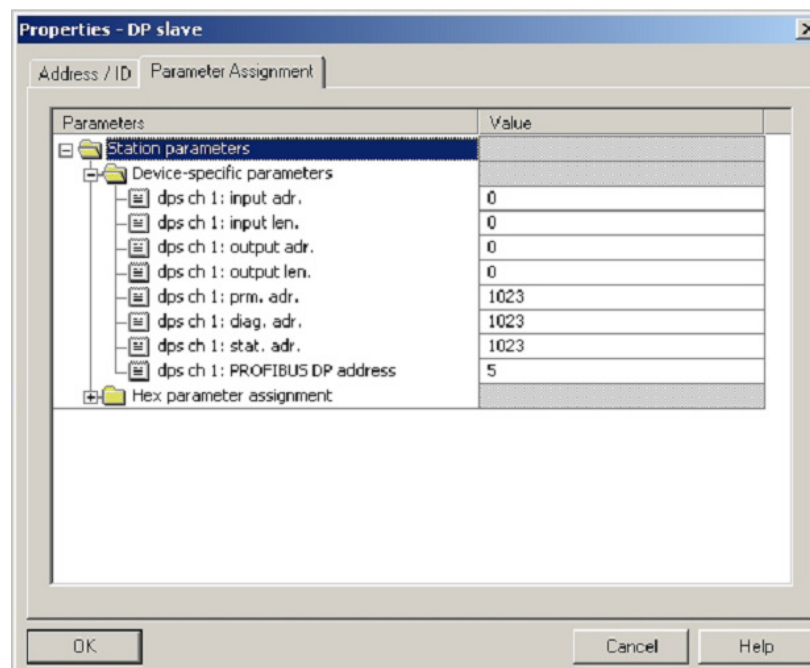 Properties - DP slave
Address / ID Parameter Assignment
Parameters Value
Station parameters
Device-specific parameters
dps ch 1: input adr. 0
dps ch 1: input len. 0
dps ch 1: output adr. 0
dps ch 1: output len. 0
dps ch 1: prm. adr. 1023
dps ch 1: diag. adr. 1023
dps ch 1: stat. adr. 1023
dps ch 1: PROFIBUS DP address 5
Hex parameter assignment
OK Cancel Help